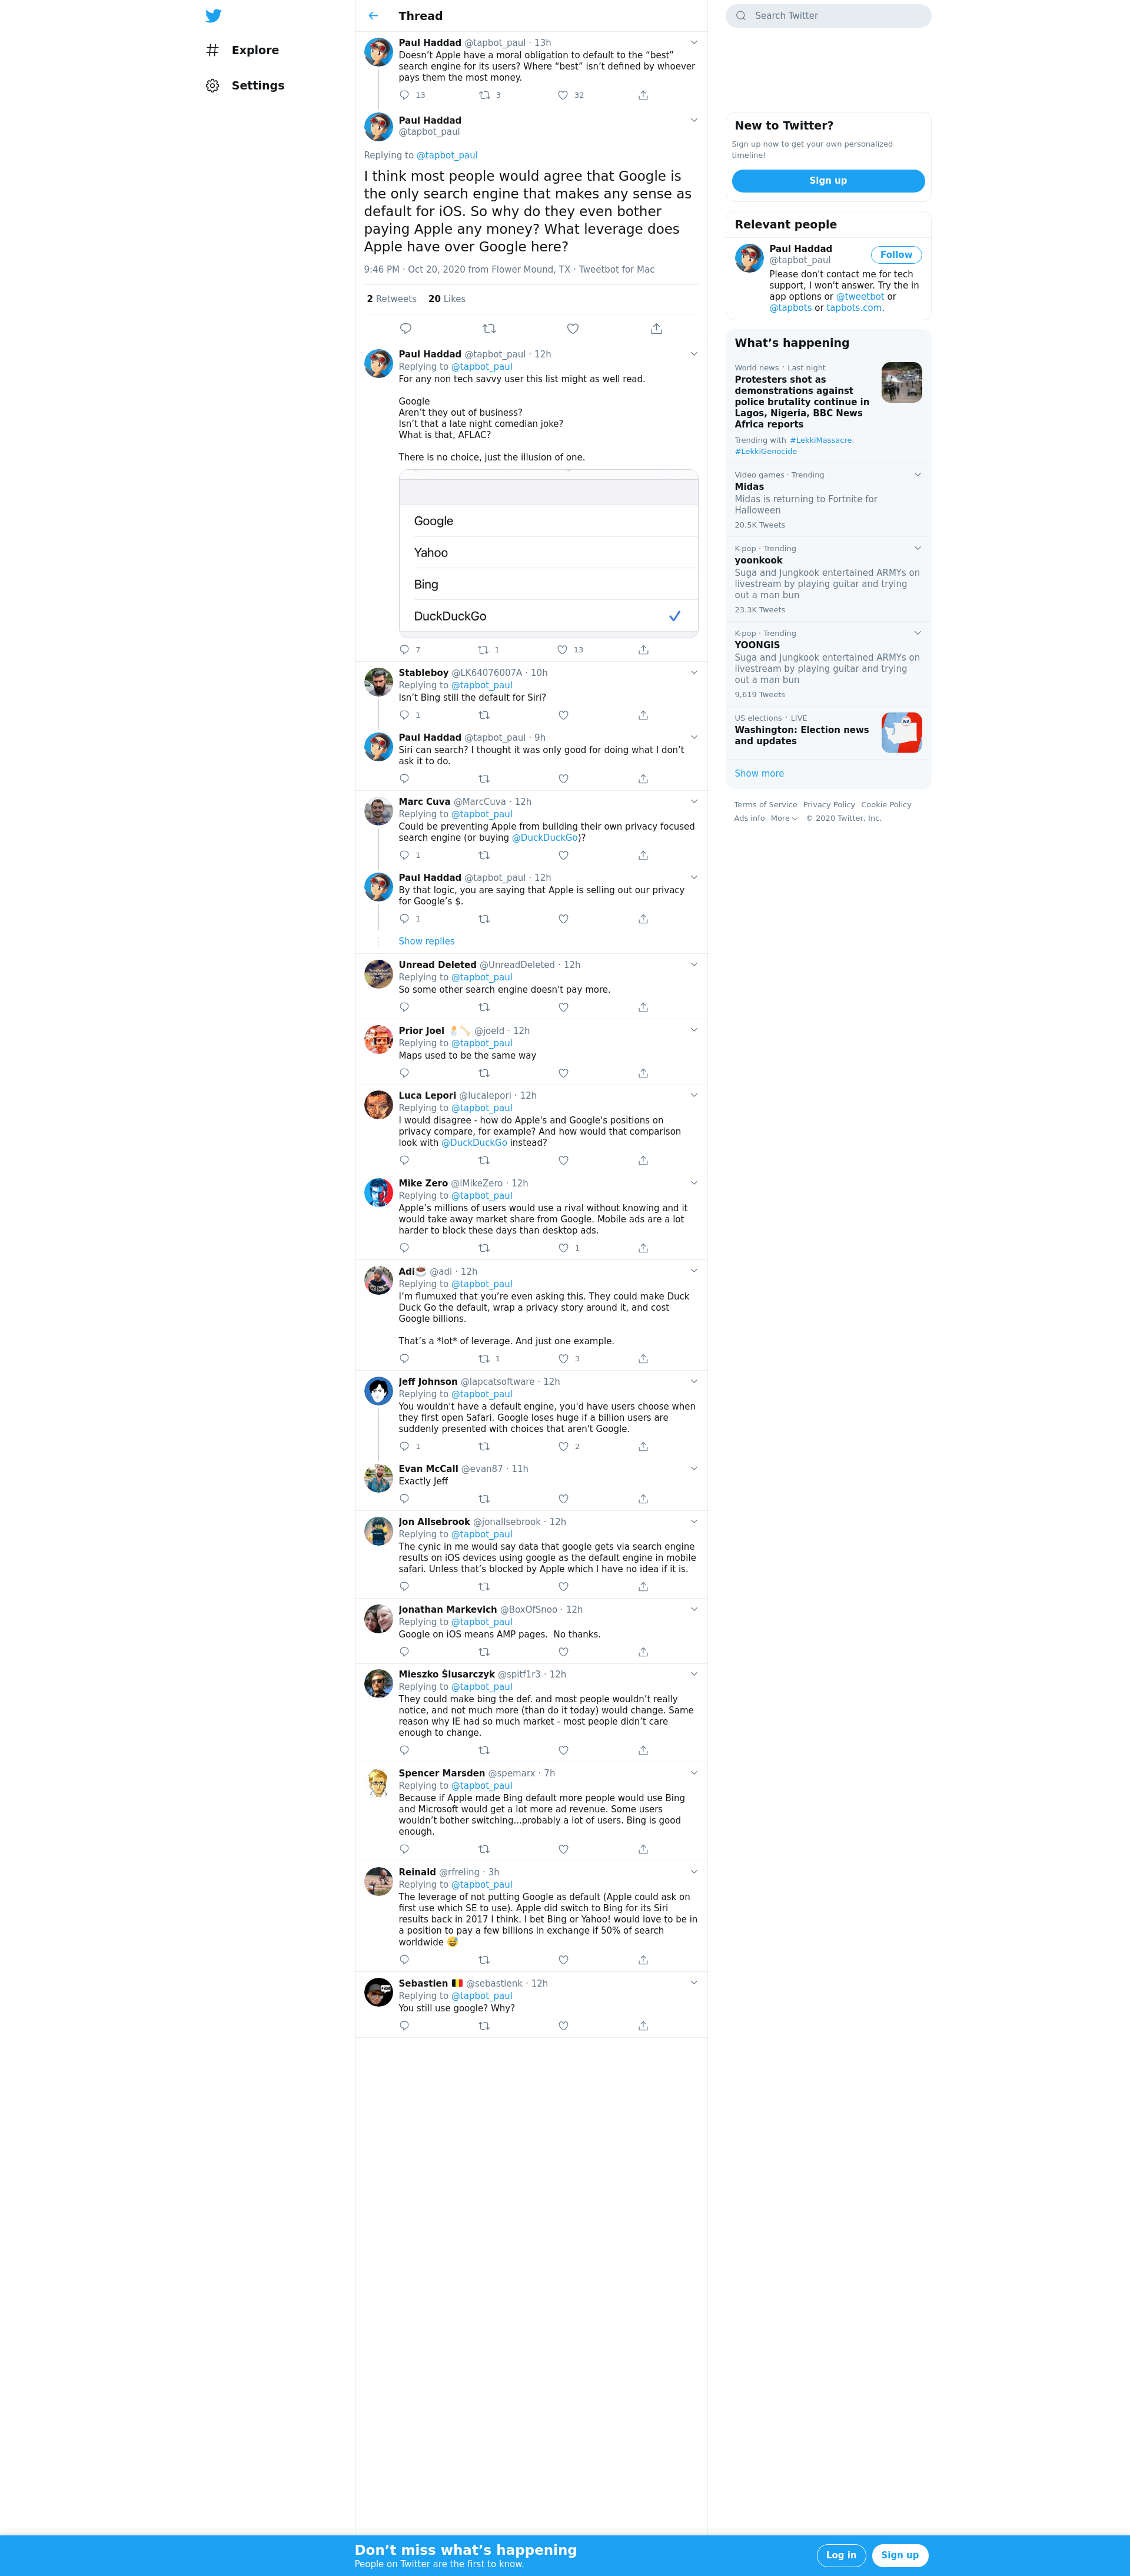 Explore
Settings
Thread
Paul Haddad @tapbot_paul · 13h
Doesn’t Apple have a moral obligation to default to the “best”
search engine for its users? Where “best” isn’t defined by whoever
pays them the most money.
13 3 32
Paul Haddad
@tapbot_paul
Replying to @tapbot_paul
I think most people would agree that Google is
the only search engine that makes any sense as
default for iOS. So why do they even bother
paying Apple any money? What leverage does
Apple have over Google here?
9:46 PM · Oct 20, 2020 from Flower Mound, TX · Tweetbot for Mac
2 Retweets 20 Likes
Paul Haddad @tapbot_paul · 12h
Replying to @tapbot_paul
For any non tech savvy user this list might as well read.
Google
Aren’t they out of business?
Isn’t that a late night comedian joke?
What is that, AFLAC?
There is no choice, just the illusion of one.
Google
Yahoo
Bing
DuckDuckGo
7 1 13
Stableboy @LK64076007A · 10h
Replying to @tapbot_paul
Isn’t Bing still the default for Siri?
1
Paul Haddad @tapbot_paul · 9h
Siri can search? I thought it was only good for doing what I don’t
ask it to do.
Marc Cuva @MarcCuva · 12h
Replying to @tapbot_paul
Could be preventing Apple from building their own privacy focused
search engine (or buying @DuckDuckGo)?
1
Paul Haddad @tapbot_paul · 12h
By that logic, you are saying that Apple is selling out our privacy
for Google’s $.
1
Show replies
Unread Deleted @UnreadDeleted · 12h
Replying to @tapbot_paul
So some other search engine doesn't pay more.
Prior Joel @joeld · 12h
Replying to @tapbot_paul
Maps used to be the same way
Luca Lepori @lucalepori · 12h
Replying to @tapbot_paul
I would disagree - how do Apple's and Google's positions on
privacy compare, for example? And how would that comparison
look with @DuckDuckGo instead?
Mike Zero @iMikeZero · 12h
Replying to @tapbot_paul
Apple’s millions of users would use a rival without knowing and it
would take away market share from Google. Mobile ads are a lot
harder to block these days than desktop ads.
1
Adi @adi · 12h
Replying to @tapbot_paul
I’m flumuxed that you’re even asking this. They could make Duck
Duck Go the default, wrap a privacy story around it, and cost
Google billions.
That’s a *lot* of leverage. And just one example.
1 3
Jeff Johnson @lapcatsoftware · 12h
Replying to @tapbot_paul
You wouldn't have a default engine, you'd have users choose when
they first open Safari. Google loses huge if a billion users are
suddenly presented with choices that aren't Google.
1 2
Evan McCall @evan87 · 11h
Exactly Jeff
Jon Allsebrook @jonallsebrook · 12h
Replying to @tapbot_paul
The cynic in me would say data that google gets via search engine
results on iOS devices using google as the default engine in mobile
safari. Unless that’s blocked by Apple which I have no idea if it is.
Jonathan Markevich @BoxOfSnoo · 12h
Replying to @tapbot_paul
Google on iOS means AMP pages. No thanks.
Mieszko Ślusarczyk @spitf1r3 · 12h
Replying to @tapbot_paul
They could make bing the def. and most people wouldn’t really
notice, and not much more (than do it today) would change. Same
reason why IE had so much market - most people didn’t care
enough to change.
Spencer Marsden @spemarx · 7h
Replying to @tapbot_paul
Because if Apple made Bing default more people would use Bing
and Microsoft would get a lot more ad revenue. Some users
wouldn’t bother switching...probably a lot of users. Bing is good
enough.
Reinald @rfreling · 3h
Replying to @tapbot_paul
The leverage of not putting Google as default (Apple could ask on
first use which SE to use). Apple did switch to Bing for its Siri
results back in 2017 I think. I bet Bing or Yahoo! would love to be in
a position to pay a few billions in exchange if 50% of search
worldwide 😅
Sebastien 🇧🇪 @sebastienk · 12h
Replying to @tapbot_paul
You still use google? Why?
Search Twitter
New to Twitter?
Sign up now to get your own personalized
timeline!
Sign up
Relevant people
Paul Haddad
@tapbot_paul
Follow
Please don't contact me for tech
support, I won't answer. Try the in
app options or @tweetbot or
@tapbots or tapbots.com.
What’s happening
World news · Last night
Protesters shot as
demonstrations against
police brutality continue in
Lagos, Nigeria, BBC News
Africa reports
Trending with #LekkiMassacre,
#LekkiGenocide
Video games · Trending
Midas
Midas is returning to Fortnite for
Halloween
20.5K Tweets
K-pop · Trending
yoonkook
Suga and Jungkook entertained ARMYs on
livestream by playing guitar and trying
out a man bun
23.3K Tweets
K-pop · Trending
YOONGIS
Suga and Jungkook entertained ARMYs on
livestream by playing guitar and trying
out a man bun
9,619 Tweets
US elections · LIVE
Washington: Election news
and updates
Show more
Terms of Service Privacy Policy Cookie Policy
Ads info More © 2020 Twitter, Inc.
Don’t miss what’s happening
People on Twitter are the first to know.
Log in
Sign up